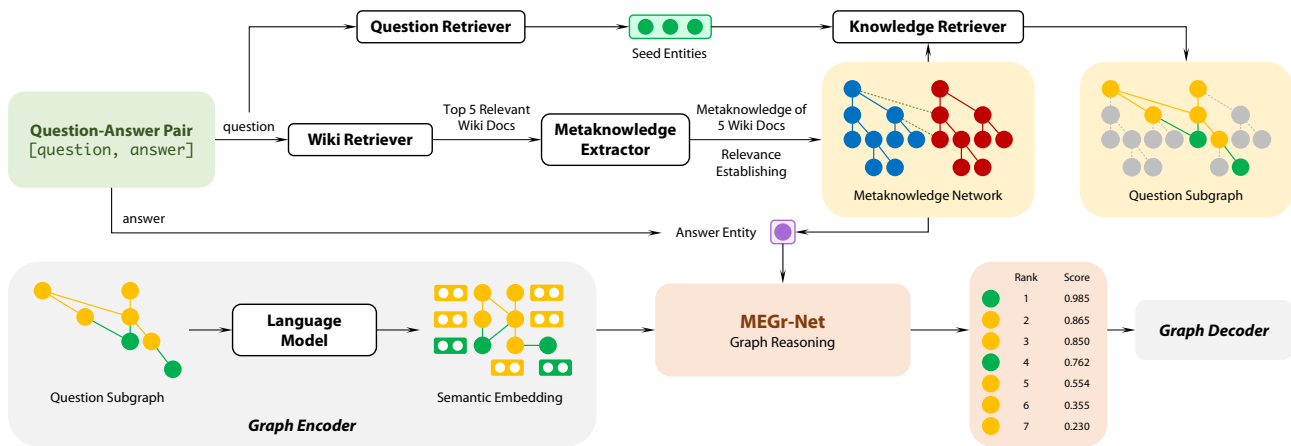 Question Retriever
Seed Entities
Knowledge Retriever
Question-Answer Pair
[question, answer]
question
Wiki Retriever
Top 5 Relevant
Wiki Docs
Metaknowledge
Extractor
Metaknowledge of
5 Wiki Docs
Relevance
Establishing
Metaknowledge Network
Question Subgraph
answer
Answer Entity
Question Subgraph
Language
Model
Semantic Embedding
Graph Encoder
MEGr-Net
Graph Reasoning
Rank Score
1 0.985
2 0.865
3 0.850
4 0.762
5 0.554
6 0.355
7 0.230
Graph Decoder